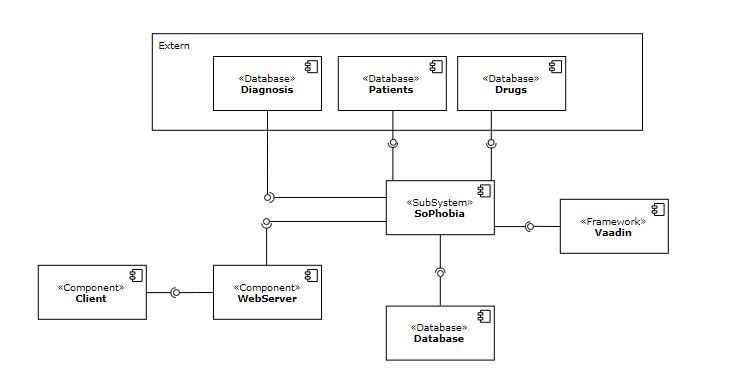 Extern
«Database»
Diagnosis
«Database»
Patients
«Database»
Drugs
«SubSystem»
SoPhobia
«Framework»
Vaadin
«Component»
Client
«Component»
WebServer
«Database»
Database